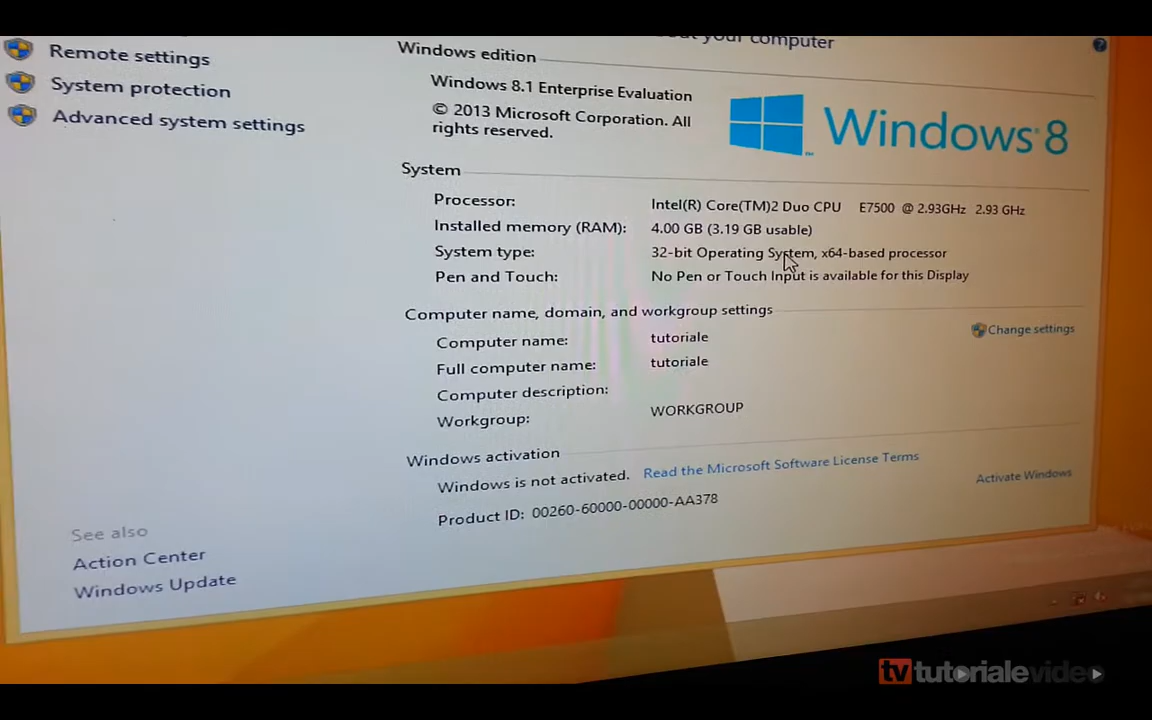 Remote settings
System protection
Advanced system settings
your computer
Windows edition
Windows 8.1 Enterprise Evaluation
© 2013 Microsoft Corporation. All
rights reserved.
Windows 8
System
Processor: Intel(R) Core(TM)2 Duo CPU E7500 @ 2.93GHz 2.93 GHz
Installed memory (RAM): 4.00 GB (3.19 GB usable)
System type: 32-bit Operating System, x64-based processor
Pen and Touch: No Pen or Touch Input is available for this Display
Computer name, domain, and workgroup settings
Computer name: tutoriale
Change settings
Full computer name: tutoriale
Computer description:
Workgroup: WORKGROUP
Windows activation
Windows is not activated. Read the Microsoft Software License Terms
Activate Windows
Product ID: 00260-60000-00000-AA378
See also
Action Center
Windows Update
tv tutorialevideo